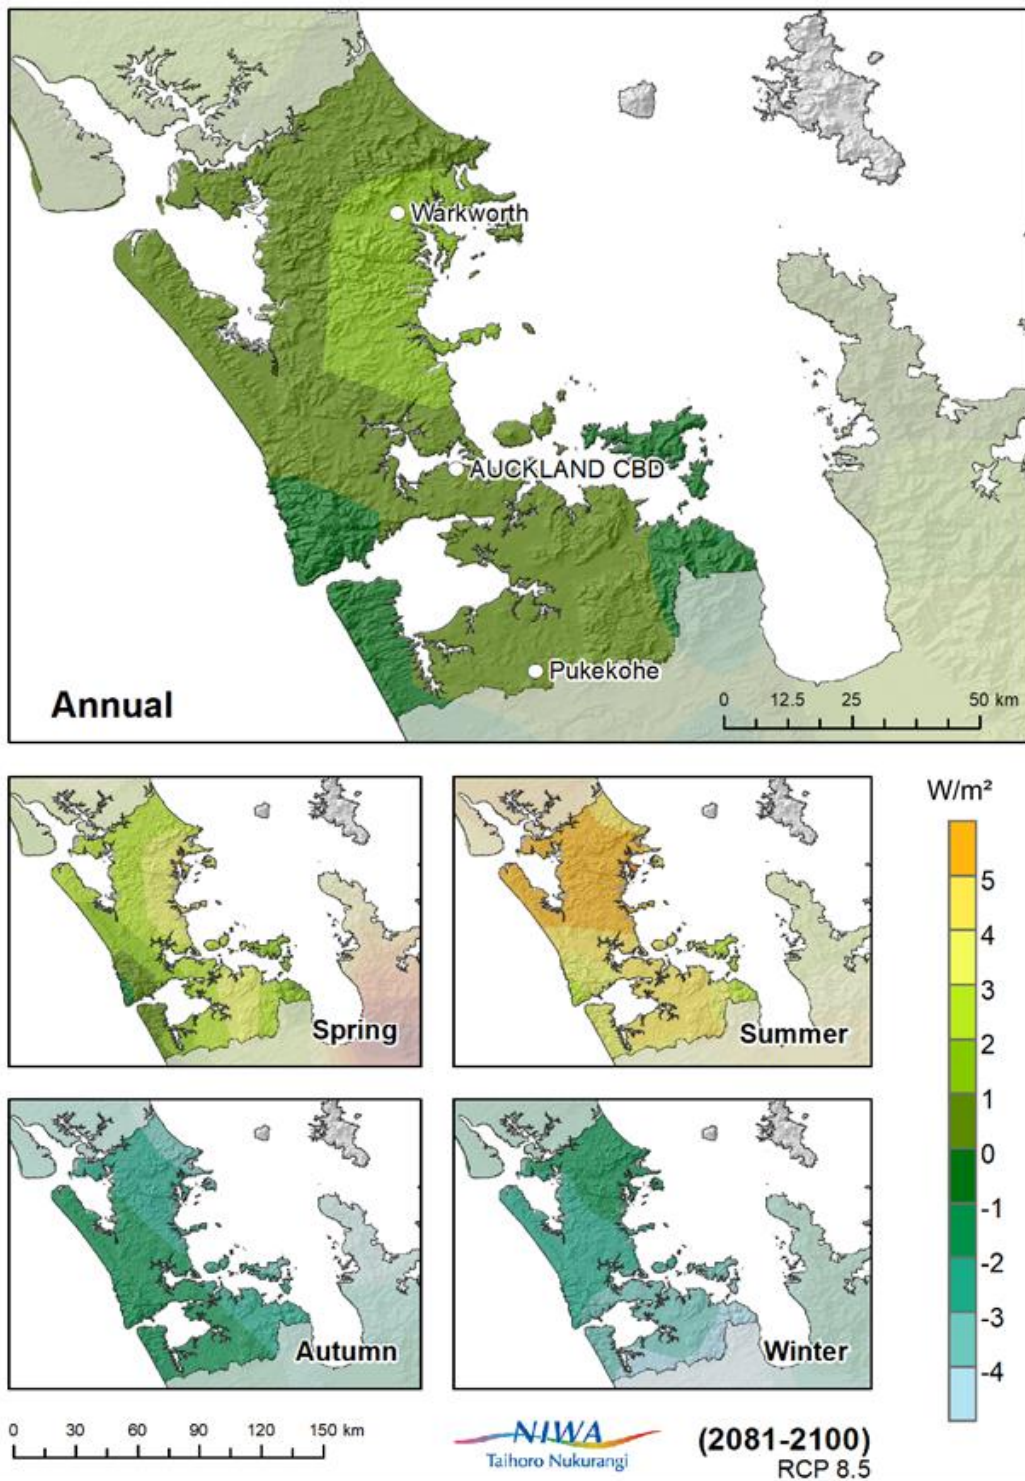 Warkworth
AUCKLAND CBD
Pukekohe
Annual
0 12.5 25 50 km
Spring
Summer
W/m²
5
4
3
2
1
0
-1
-2
-3
-4
Autumn
Winter
0 30 60 90 120 150 km
NIWA
Taihoro Nukurangi
(2081-2100)
RCP 8.5